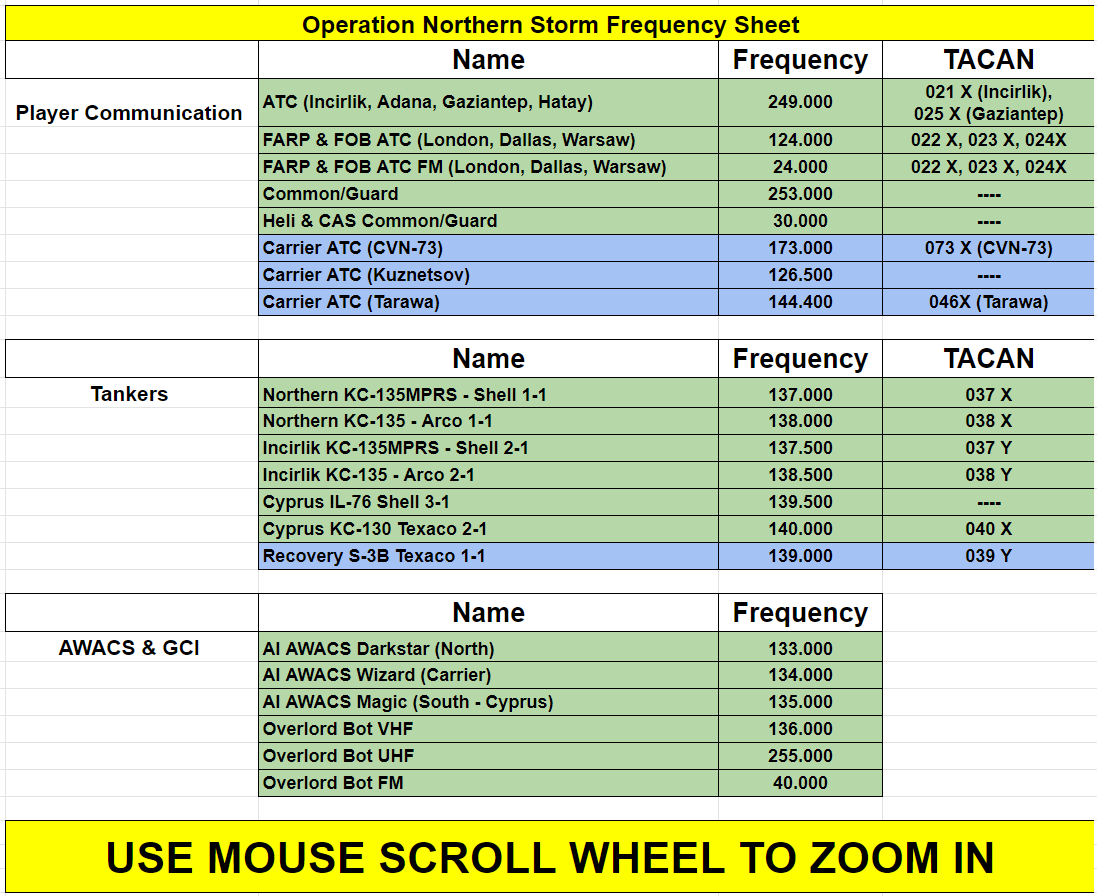 Operation Northern Storm Frequency Sheet
Name Frequency TACAN
Player Communication
ATC (Incirlik, Adana, Gaziantep, Hatay) 249.000 021 X (Incirlik),
025 X (Gaziantep)
FARP & FOB ATC (London, Dallas, Warsaw) 124.000 022 X, 023 X, 024X
FARP & FOB ATC FM (London, Dallas, Warsaw) 24.000 022 X, 023 X, 024X
Common/Guard 253.000 ----
Heli & CAS Common/Guard 30.000 ----
Carrier ATC (CVN-73) 173.000 073 X (CVN-73)
Carrier ATC (Kuznetsov) 126.500 ----
Carrier ATC (Tarawa) 144.400 046X (Tarawa)
Name Frequency TACAN
Tankers Northern KC-135MPRS - Shell 1-1 137.000 037 X
Northern KC-135 - Arco 1-1 138.000 038 X
Incirlik KC-135MPRS - Shell 2-1 137.500 037 Y
Incirlik KC-135 - Arco 2-1 138.500 038 Y
Cyprus IL-76 Shell 3-1 139.500 ----
Cyprus KC-130 Texaco 2-1 140.000 040 X
Recovery S-3B Texaco 1-1 139.000 039 Y
Name Frequency
AWACS & GCI AI AWACS Darkstar (North) 133.000
AI AWACS Wizard (Carrier) 134.000
AI AWACS Magic (South - Cyprus) 135.000
Overlord Bot VHF 136.000
Overlord Bot UHF 255.000
Overlord Bot FM 40.000
USE MOUSE SCROLL WHEEL TO ZOOM IN